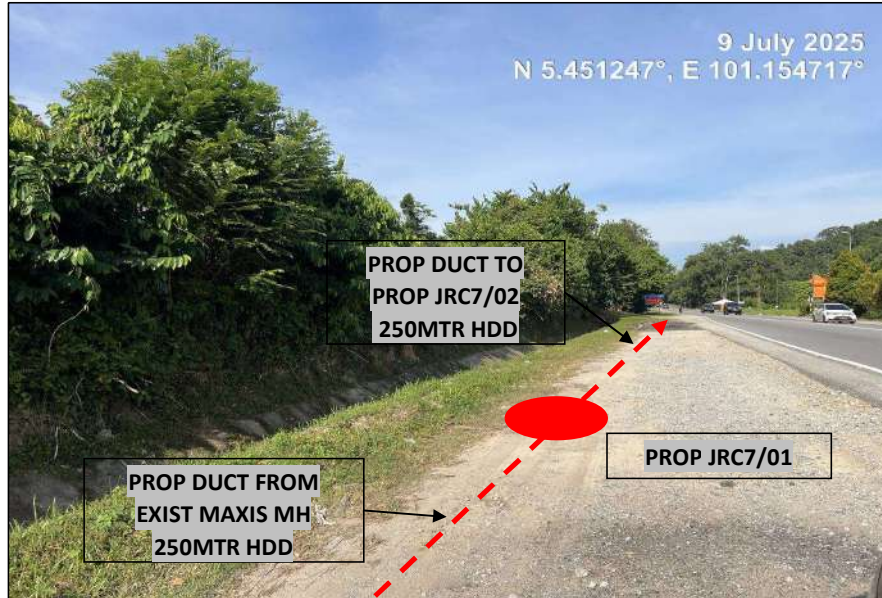 9 July 2025
N 5.451247°, E 101.154717°
PROP DUCT TO
PROP JRC7/02
250MTR HDD
PROP JRC7/01
PROP DUCT FROM
EXIST MAXIS MH
250MTR HDD